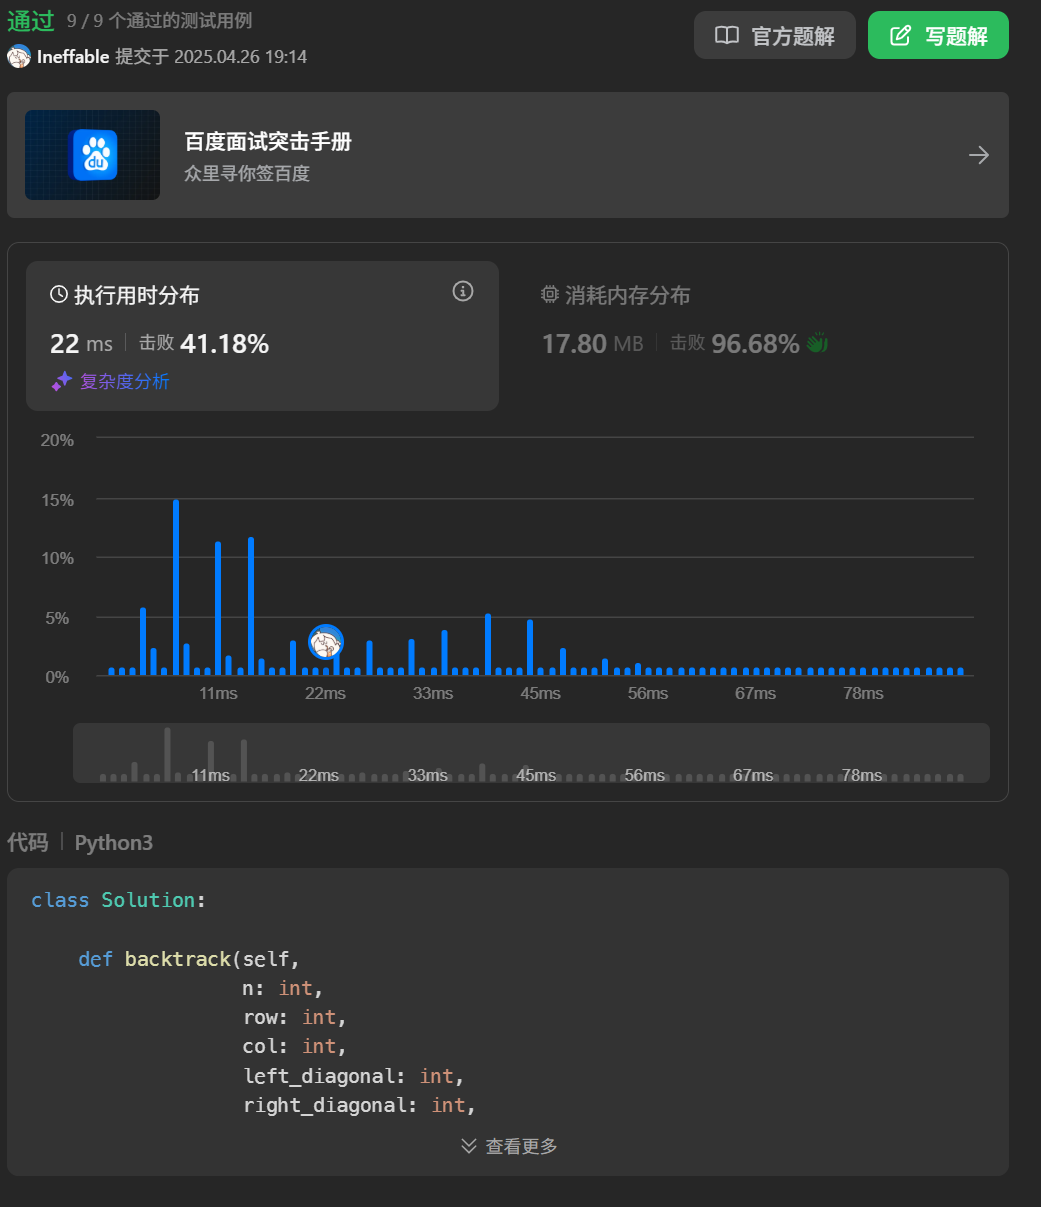 通过 9 / 9 个通过的测试用例
官方题解
写题解
Ineffable 提交于 2025.04.26 19:14
du
百度面试突击手册
众里寻你签百度
执行用时分布
22 ms 击败 41.18%
复杂度分析
消耗内存分布
17.80 MB 击败 96.68%
20%
15%
10%
5%
0%
11ms 22ms 33ms 45ms 56ms 67ms 78ms
11ms 22ms 33ms 45ms 56ms 67ms 78ms
代码 Python3
class Solution:
def backtrack(self,
n: int,
row: int,
col: int,
left_diagonal: int,
right_diagonal: int,
查看更多